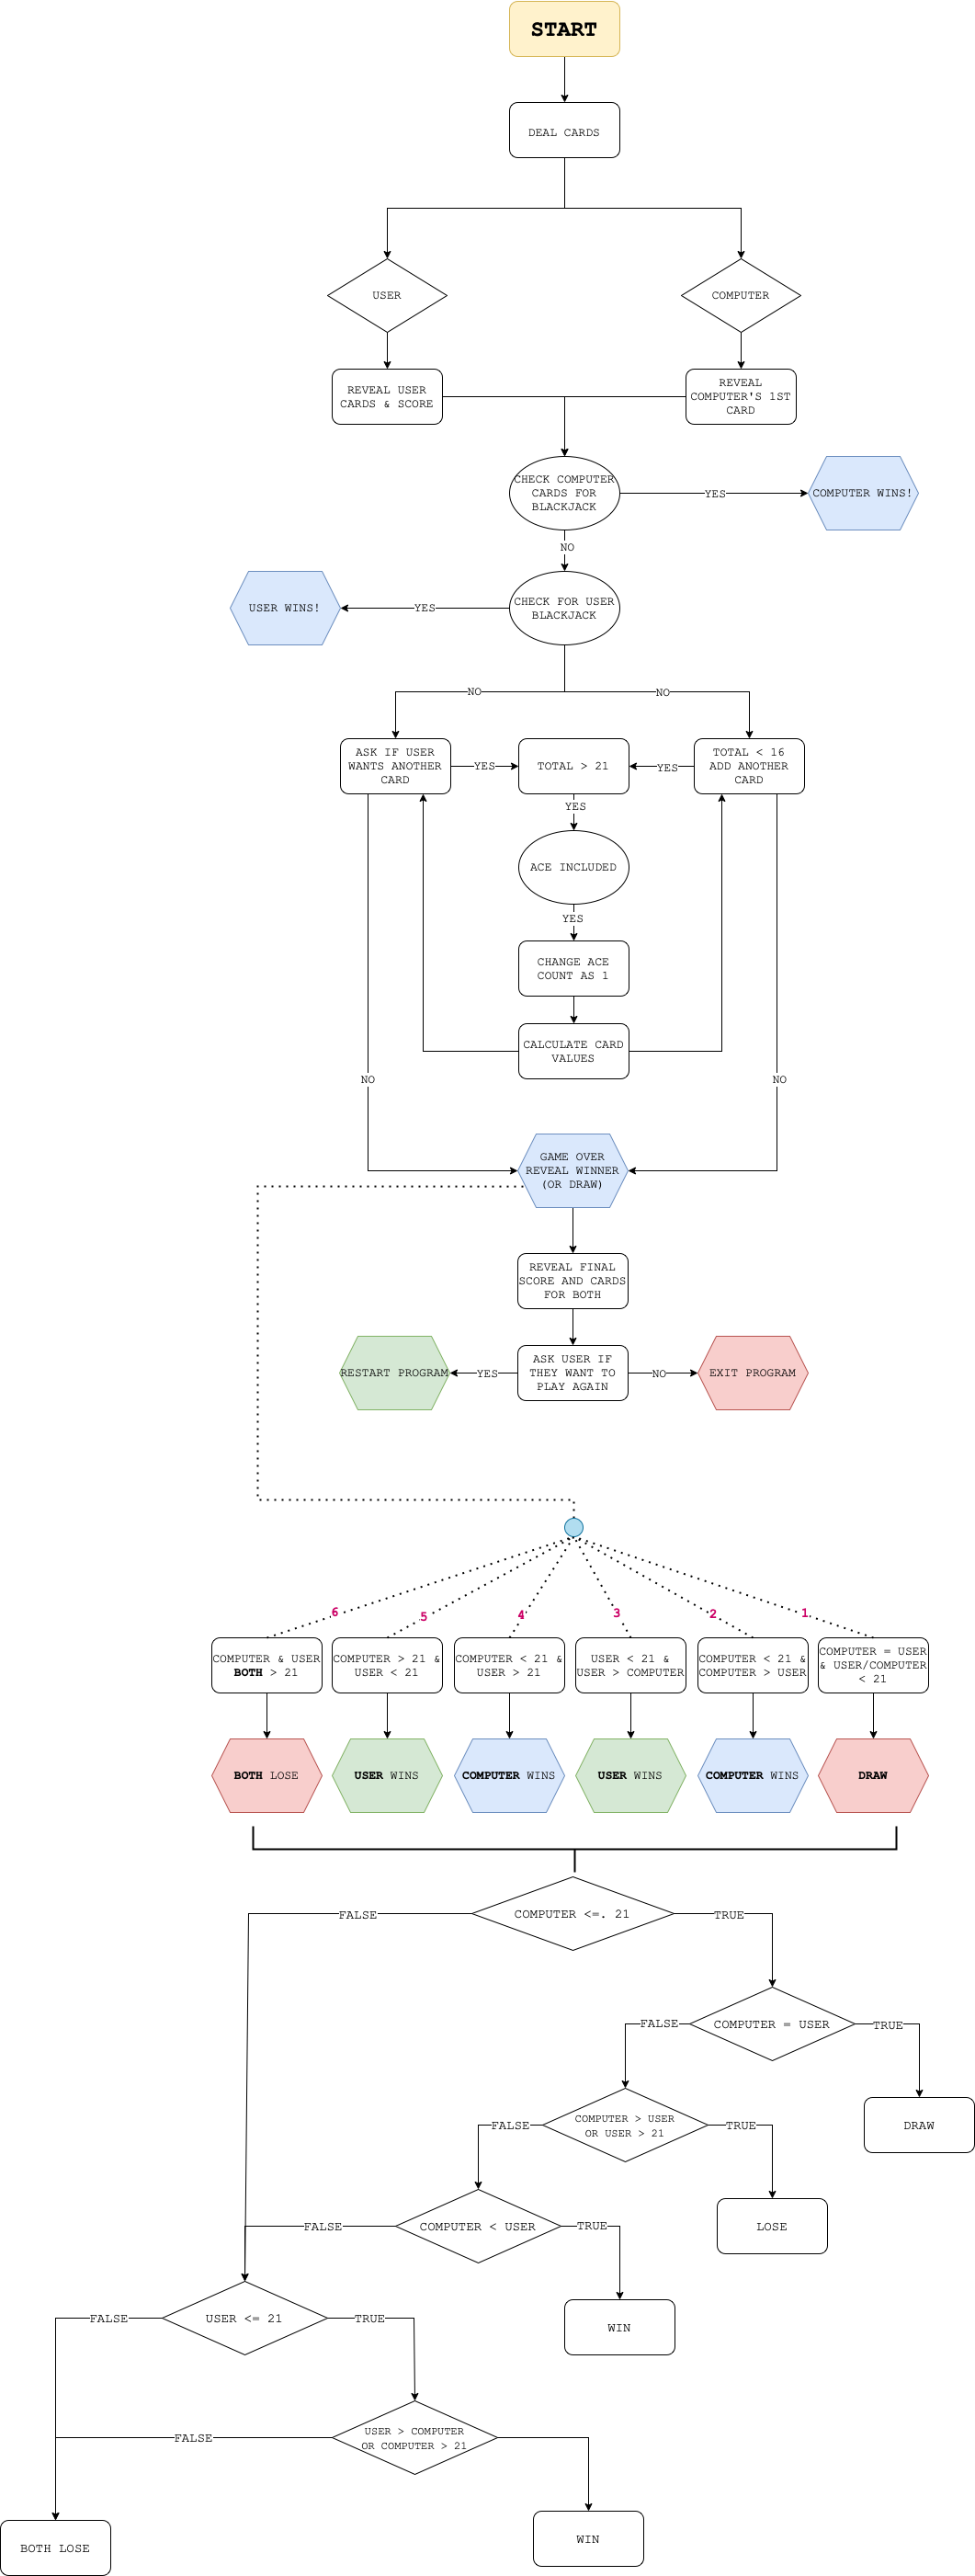 START
DEAL CARDS
USER
COMPUTER
REVEAL USER
CARDS & SCORE
REVEAL
COMPUTER'S 1ST
CARD
CHECK COMPUTER
CARDS FOR
BLACKJACK
YES
COMPUTER WINS!
NO
USER WINS!
YES
CHECK FOR USER
BLACKJACK
NO
NO
ASK IF USER
WANTS ANOTHER
CARD
YES
TOTAL > 21
YES
TOTAL < 16
ADD ANOTHER
CARD
YES
ACE INCLUDED
YES
CHANGE ACE
COUNT AS 1
CALCULATE CARD
VALUES
NO
NO
GAME OVER
REVEAL WINNER
(OR DRAW)
REVEAL FINAL
SCORE AND CARDS
FOR BOTH
RESTART PROGRAM
YES
ASK USER IF
THEY WANT TO
PLAY AGAIN
NO
EXIT PROGRAM
6
5
4
3
2
1
COMPUTER & USER
BOTH > 21
COMPUTER > 21 &
USER < 21
COMPUTER < 21 &
USER > 21
USER < 21 &
USER > COMPUTER
COMPUTER < 21 &
COMPUTER > USER
COMPUTER = USER
& USER/COMPUTER
< 21
BOTH LOSE
USER WINS
COMPUTER WINS
USER WINS
COMPUTER WINS
DRAW
FALSE
COMPUTER <=. 21
TRUE
FALSE
COMPUTER = USER
TRUE
FALSE
COMPUTER > USER
OR USER > 21
TRUE
DRAW
FALSE
COMPUTER < USER
TRUE
LOSE
FALSE
USER <= 21
TRUE
WIN
FALSE
USER > COMPUTER
OR COMPUTER > 21
BOTH LOSE
WIN